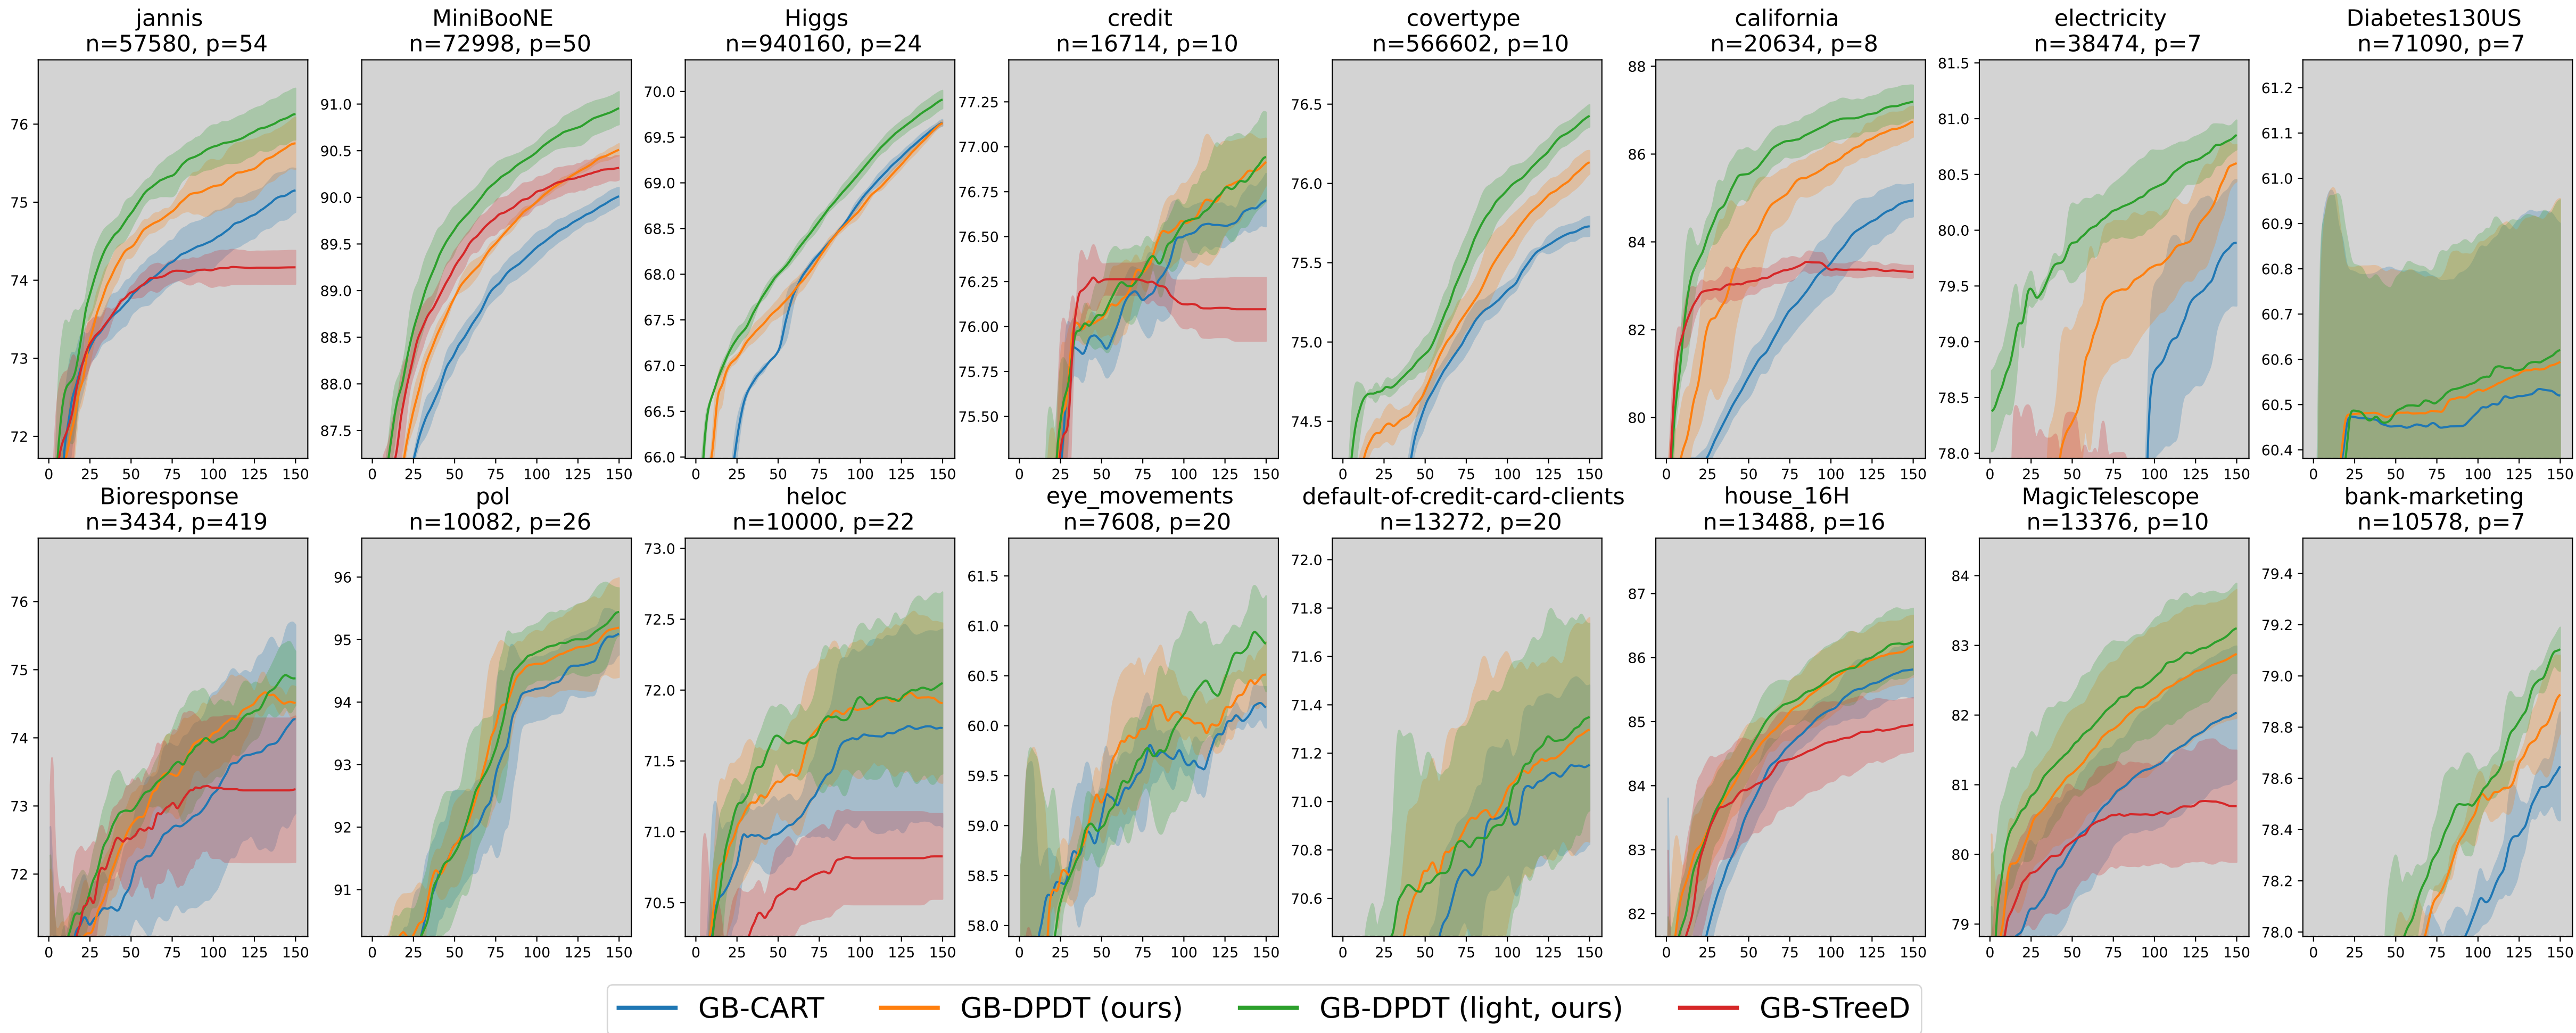 jannis
n=57580, p=54
76
75
74
73
72
0 25 50 75 100 125 150
MiniBooNE
n=72998, p=50
91.0
90.5
90.0
89.5
89.0
88.5
88.0
87.5
0 25 50 75 100 125 150
Higgs
n=940160, p=24
70.0
69.5
69.0
68.5
68.0
67.5
67.0
66.5
66.0
0 25 50 75 100 125 150
credit
n=16714, p=10
77.25
77.00
76.75
76.50
76.25
76.00
75.75
75.50
0 25 50 75 100 125 150
covertype
n=566602, p=10
76.5
76.0
75.5
75.0
74.5
0 25 50 75 100 125 150
california
n=20634, p=8
88
86
84
82
80
0 25 50 75 100 125 150
electricity
n=38474, p=7
81.5
81.0
80.5
80.0
79.5
79.0
78.5
78.0
0 25 50 75 100 125 150
Diabetes130US
n=71090, p=7
61.2
61.1
61.0
60.9
60.8
60.7
60.6
60.5
60.4
0 25 50 75 100 125 150
Bioresponse
n=3434, p=419
76
75
74
73
72
0 25 50 75 100 125 150
pol
n=10082, p=26
96
95
94
93
92
91
0 25 50 75 100 125 150
heloc
n=10000, p=22
73.0
72.5
72.0
71.5
71.0
70.5
0 25 50 75 100 125 150
eye_movements
n=7608, p=20
61.5
61.0
60.5
60.0
59.5
59.0
58.5
58.0
0 25 50 75 100 125 150
default-of-credit-card-clients
n=13272, p=20
72.0
71.8
71.6
71.4
71.2
71.0
70.8
70.6
0 25 50 75 100 125 150
house_16H
n=13488, p=16
87
86
85
84
83
82
0 25 50 75 100 125 150
MagicTelescope
n=13376, p=10
84
83
82
81
80
79
0 25 50 75 100 125 150
bank-marketing
n=10578, p=7
79.4
79.2
79.0
78.8
78.6
78.4
78.2
78.0
0 25 50 75 100 125 150
GB-CART GB-DPDT (ours) GB-DPDT (light, ours) GB-STreeD